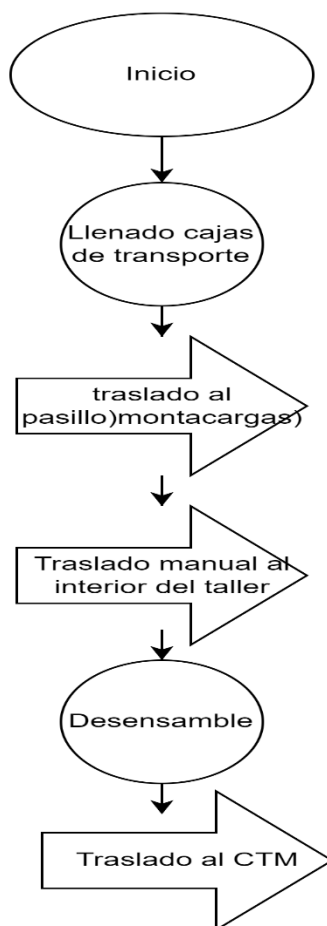 Inicio
Llenado cajas
de transporte
traslado al
pasillo)montacargas)
Traslado manual al
interior del taller
Desensamble
Traslado al CTM